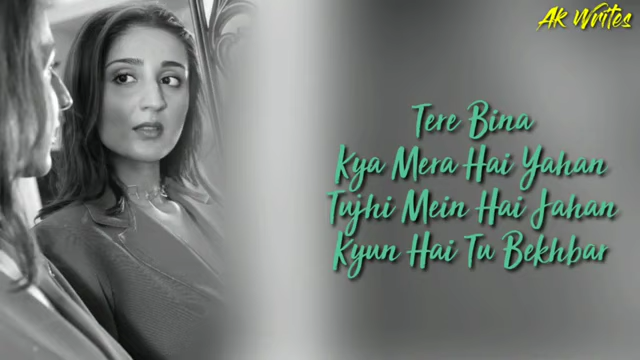 Ak Writes
Tere Bina
Kya Mera Hai Yahan
Tujhi Mein Hai Jahan
Kyun Hai Tu Bekhbar